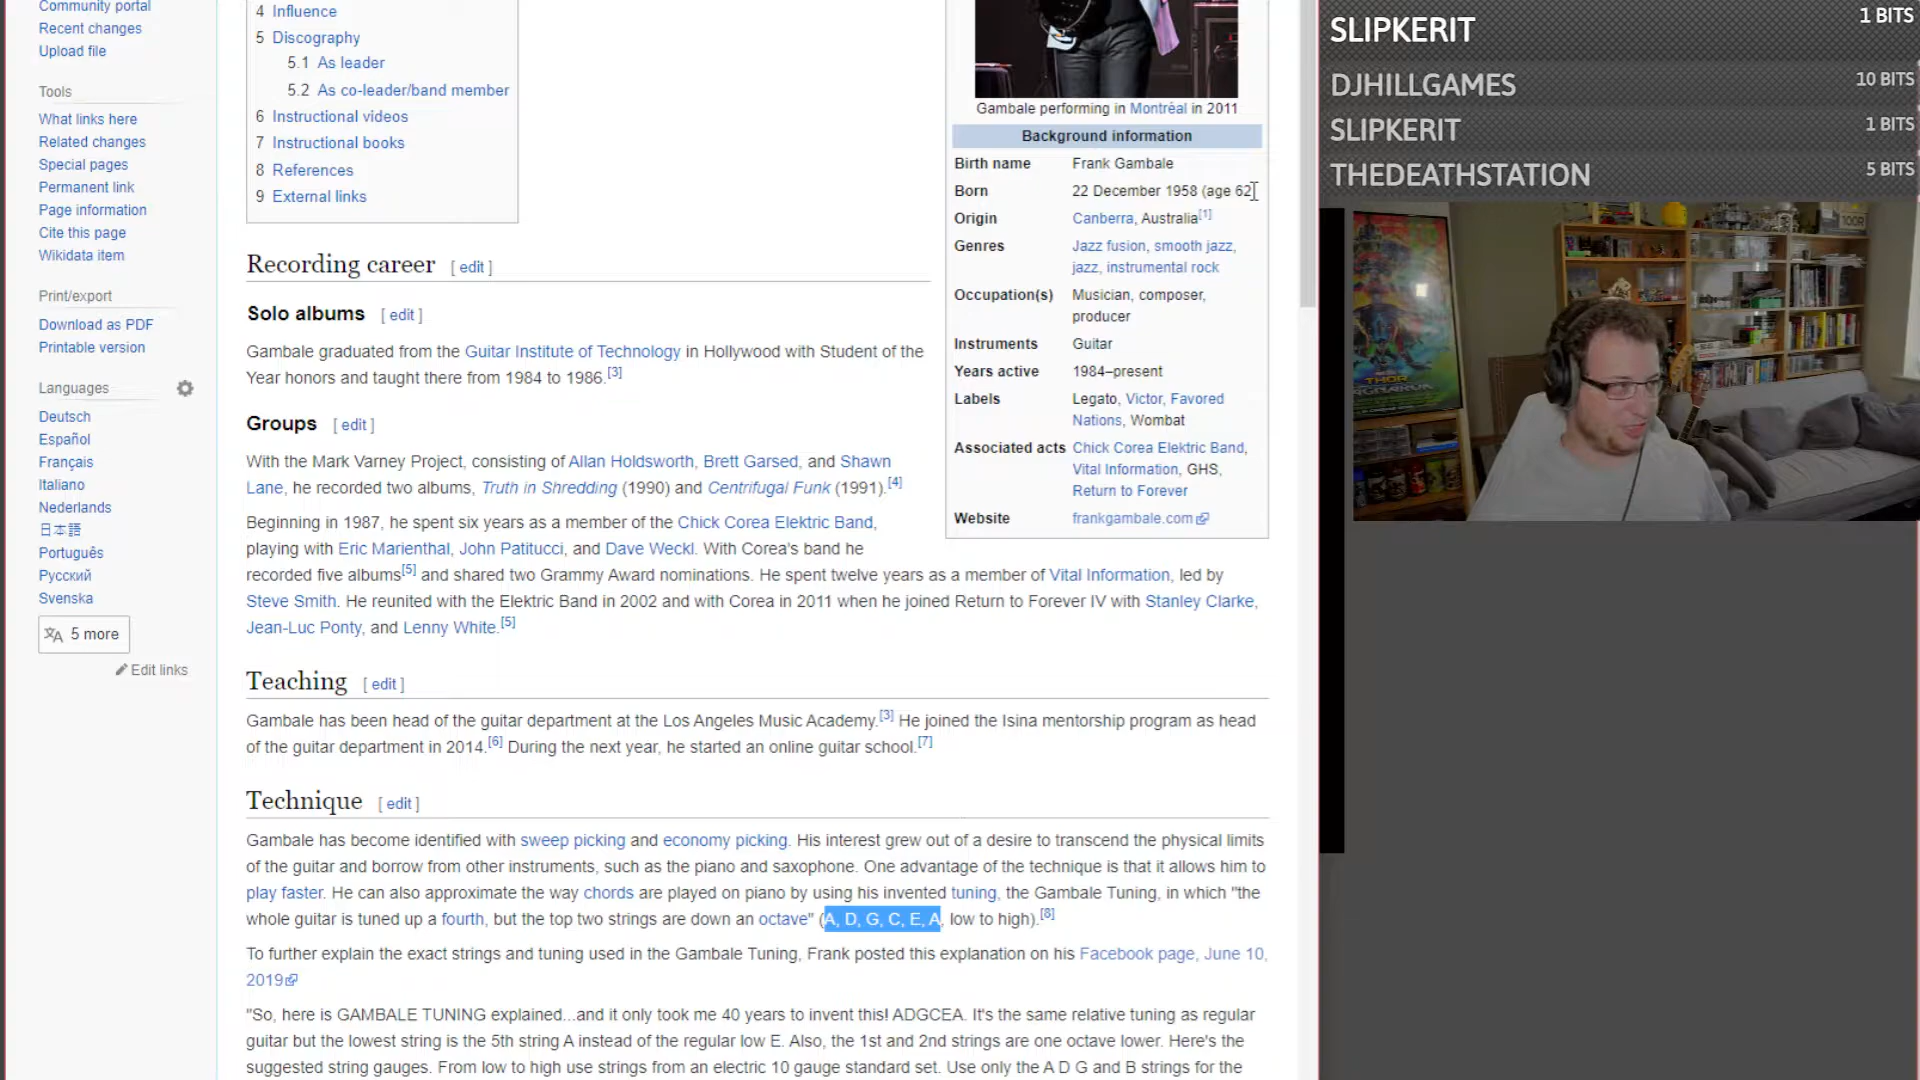 Community portal
Recent changes
Upload file
Tools
What links here
Related changes
Special pages
Permanent link
Page information
Cite this page
Wikidata item
Print/export
Download as PDF
Printable version
Languages
Deutsch
Español
Français
Italiano
Nederlands
日本語
Português
Русский
Svenska
5 more
Edit links
4 Influence
5 Discography
5.1 As leader
5.2 As co-leader/band member
6 Instructional videos
7 Instructional books
8 References
9 External links
Recording career [ edit ]
Solo albums [ edit ]
Gambale graduated from the Guitar Institute of Technology in Hollywood with Student of the
Year honors and taught there from 1984 to 1986.[3]
Groups [ edit ]
With the Mark Varney Project, consisting of Allan Holdsworth, Brett Garsed, and Shawn
Lane, he recorded two albums, Truth in Shredding (1990) and Centrifugal Funk (1991).[4]
Beginning in 1987, he spent six years as a member of the Chick Corea Elektric Band,
playing with Eric Marienthal, John Patitucci, and Dave Weckl. With Corea's band he
recorded five albums[5] and shared two Grammy Award nominations. He spent twelve years as a member of Vital Information, led by
Steve Smith. He reunited with the Elektric Band in 2002 and with Corea in 2011 when he joined Return to Forever IV with Stanley Clarke,
Jean-Luc Ponty, and Lenny White.[5]
Teaching [ edit ]
Gambale has been head of the guitar department at the Los Angeles Music Academy.[3] He joined the Isina mentorship program as head
of the guitar department in 2014.[6] During the next year, he started an online guitar school.[7]
Technique [ edit ]
Gambale has become identified with sweep picking and economy picking. His interest grew out of a desire to transcend the physical limits
of the guitar and borrow from other instruments, such as the piano and saxophone. One advantage of the technique is that it allows him to
play faster. He can also approximate the way chords are played on piano by using his invented tuning, the Gambale Tuning, in which "the
whole guitar is tuned up a fourth, but the top two strings are down an octave" (A, D, G, C, E, A, low to high).[8]
To further explain the exact strings and tuning used in the Gambale Tuning, Frank posted this explanation on his Facebook page, June 10,
2019
"So, here is GAMBALE TUNING explained...and it only took me 40 years to invent this! ADGCEA. It's the same relative tuning as regular
guitar but the lowest string is the 5th string A instead of the regular low E. Also, the 1st and 2nd strings are one octave lower. Here's the
suggested string gauges. From low to high use strings from an electric 10 gauge standard set. Use only the A D G and B strings for the
Gambale performing in Montréal in 2011
Background information
Birth name Frank Gambale
Born 22 December 1958 (age 62)
Origin Canberra, Australia[1]
Genres Jazz fusion, smooth jazz,
jazz, instrumental rock
Occupation(s) Musician, composer,
producer
Instruments Guitar
Years active 1984–present
Labels Legato, Victor, Favored
Nations, Wombat
Associated acts Chick Corea Elektric Band,
Vital Information, GHS,
Return to Forever
Website frankgambale.com
SLIPKERIT 1 BITS
DJHILLGAMES 10 BITS
SLIPKERIT 1 BITS
THEDEATHSTATION 5 BITS
THOR
RAGNAROK